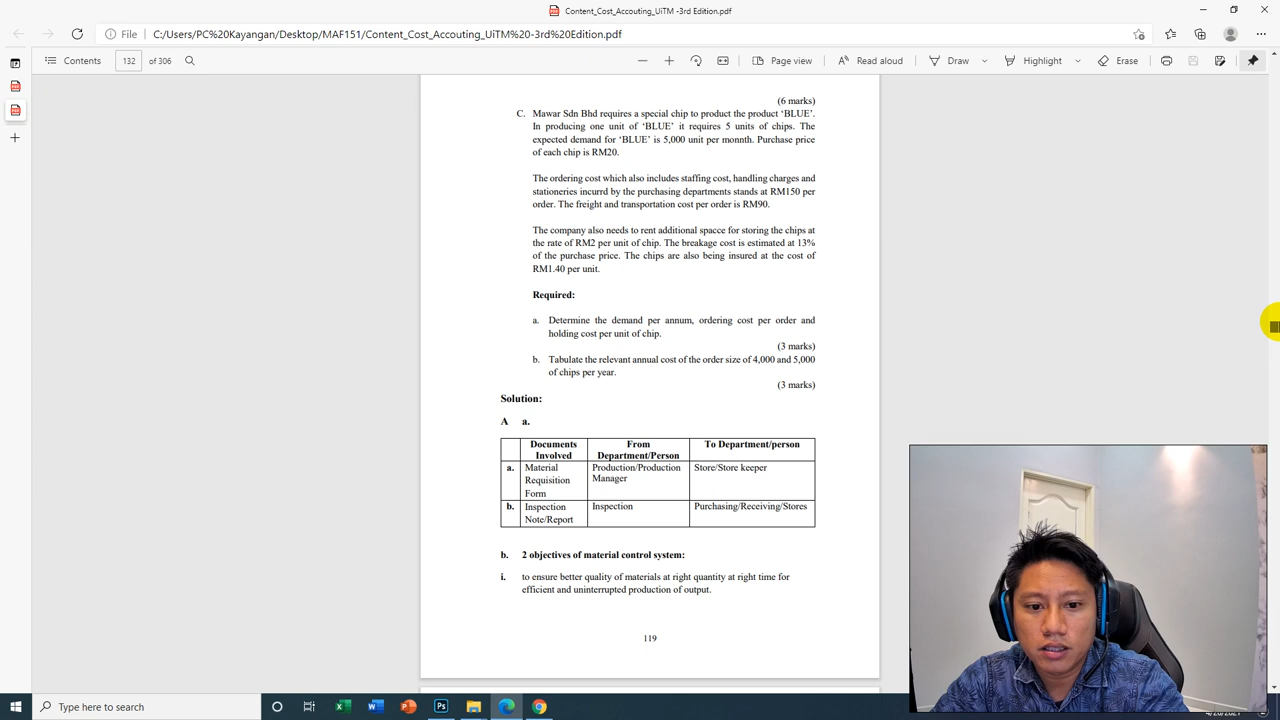 Content_Cost_Accouting_UiTM -3rd Edition.pdf
File C:/Users/PC%20Kayangan/Desktop/MAF151/Content_Cost_Accouting_UiTM%20-3rd%20Edition.pdf
Contents 132 of 306 Page view Read aloud Draw Highlight Erase
(6 marks)
C. Mawar Sdn Bhd requires a special chip to product the product ‘BLUE’.
In producing one unit of ‘BLUE’ it requires 5 units of chips. The
expected demand for ‘BLUE’ is 5,000 unit per monnth. Purchase price
of each chip is RM20.
The ordering cost which also includes staffing cost, handling charges and
stationeries incurrd by the purchasing departments stands at RM150 per
order. The freight and transportation cost per order is RM90.
The company also needs to rent additional spacce for storing the chips at
the rate of RM2 per unit of chip. The breakage cost is estimated at 13%
of the purchase price. The chips are also being insured at the cost of
RM1.40 per unit.
Required:
a. Determine the demand per annum, ordering cost per order and
holding cost per unit of chip.
(3 marks)
b. Tabulate the relevant annual cost of the order size of 4,000 and 5,000
of chips per year.
(3 marks)
Solution:
A a.
Documents From To Department/person
Involved Department/Person
a. Material Production/Production Store/Store keeper
Requisition Manager
Form
b. Inspection Inspection Purchasing/Receiving/Stores
Note/Report
b. 2 objectives of material control system:
i. to ensure better quality of materials at right quantity at right time for
efficient and uninterrupted production of output.
119
Type here to search